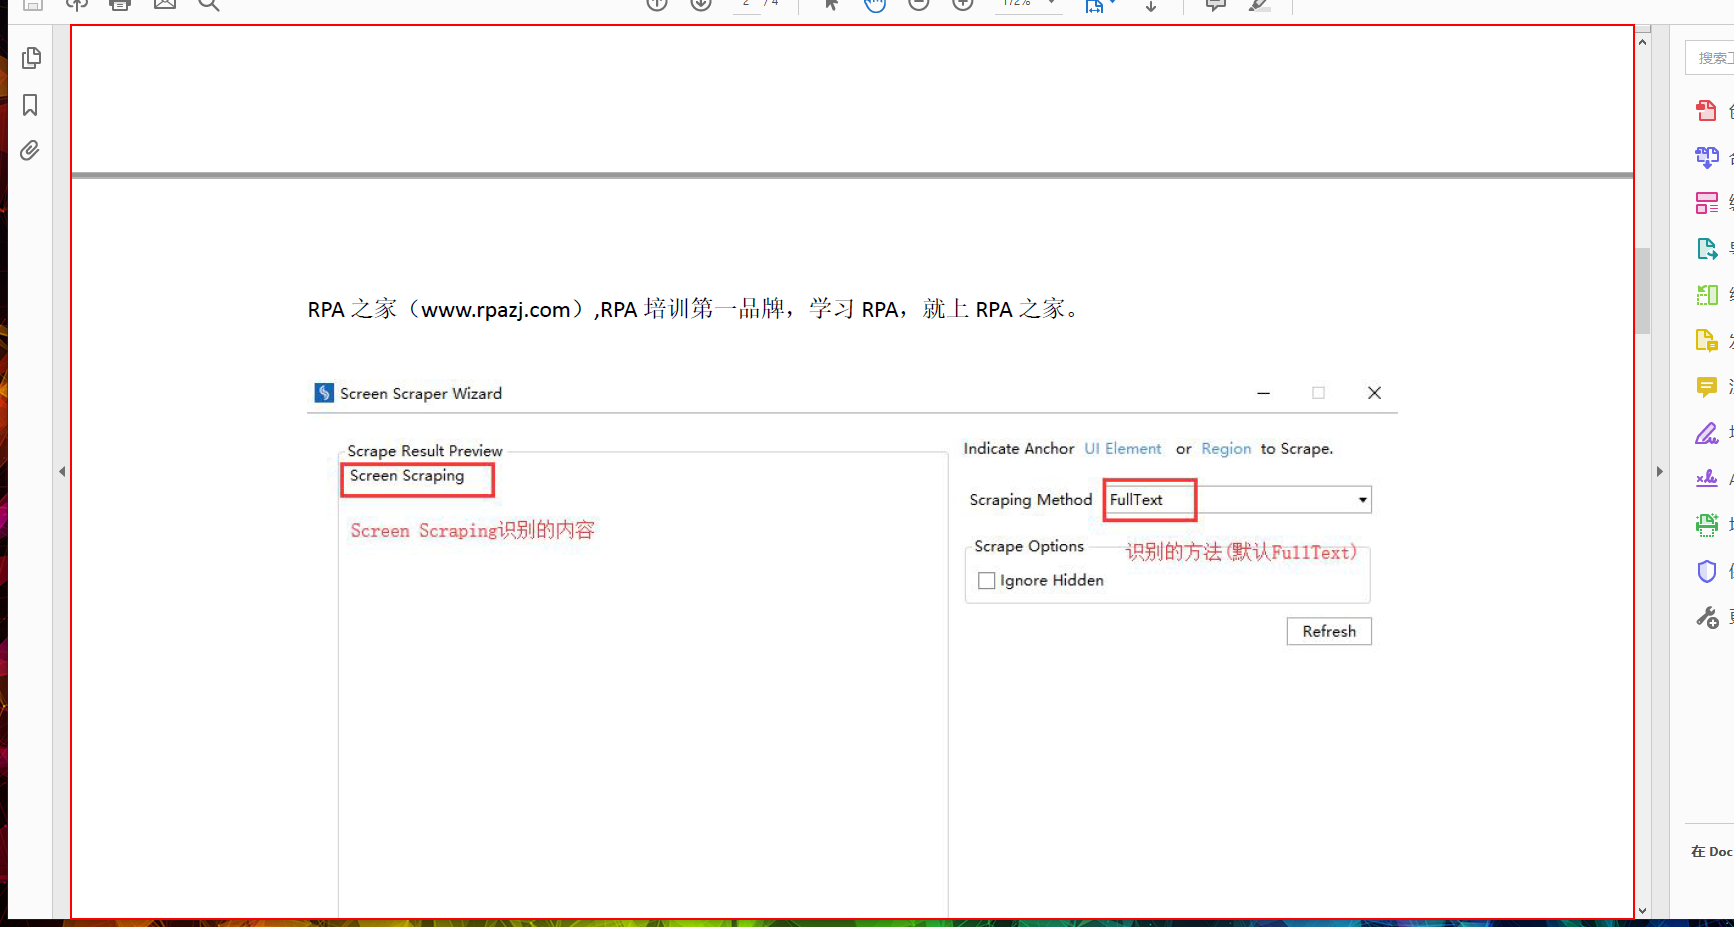 2 / 4
172%
搜索工
RPA 之家（www.rpazj.com）,RPA 培训第一品牌，学习 RPA，就上 RPA 之家。
Screen Scraper Wizard
Scrape Result Preview
Screen Scraping
Screen Scraping识别的内容
Indicate Anchor UI Element or Region to Scrape.
Scraping Method FullText
Scrape Options
识别的方法(默认FullText)
Ignore Hidden
Refresh
在 Doc